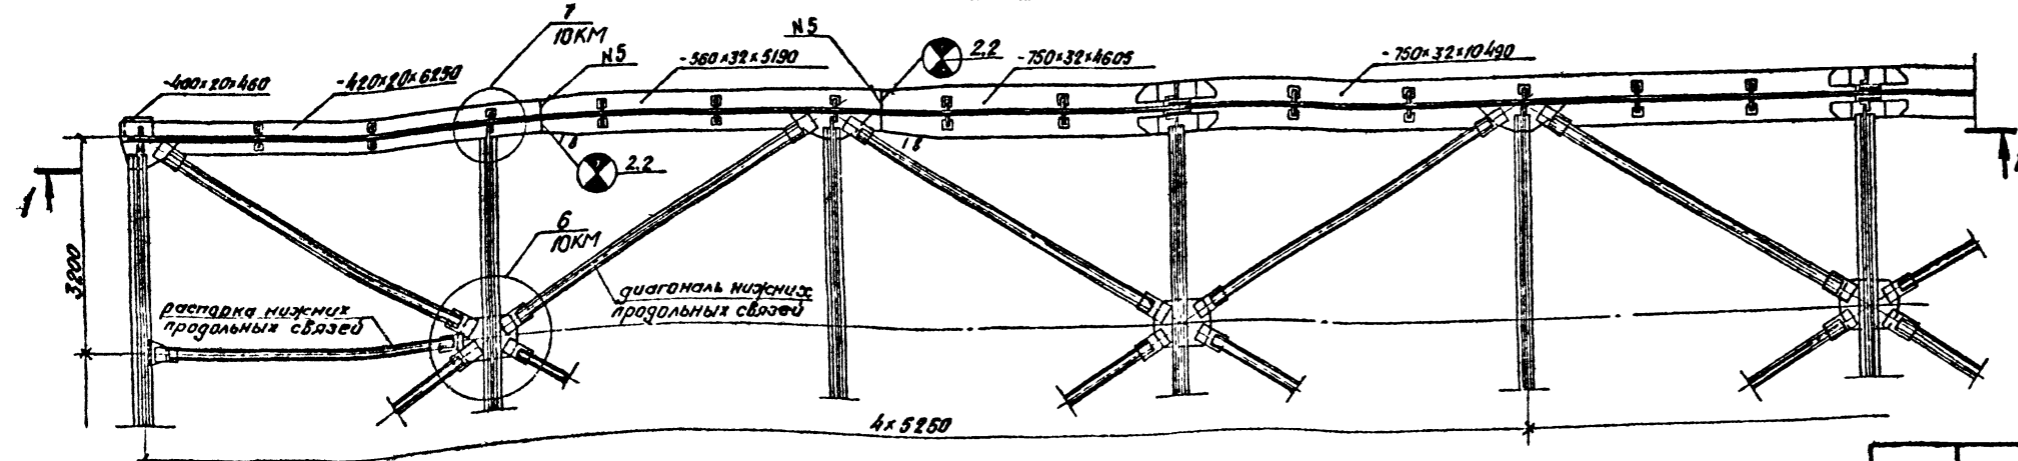 7
10КМ
N5
N5
2.2
-400×20×460
-420×20×6250
-560×32×5190
-750×32×4605
-750×32×10490
2.2
1
3200
6
10КМ
распорка нижних
продольных связей
диагональ нижних
продольных связей
4×5250